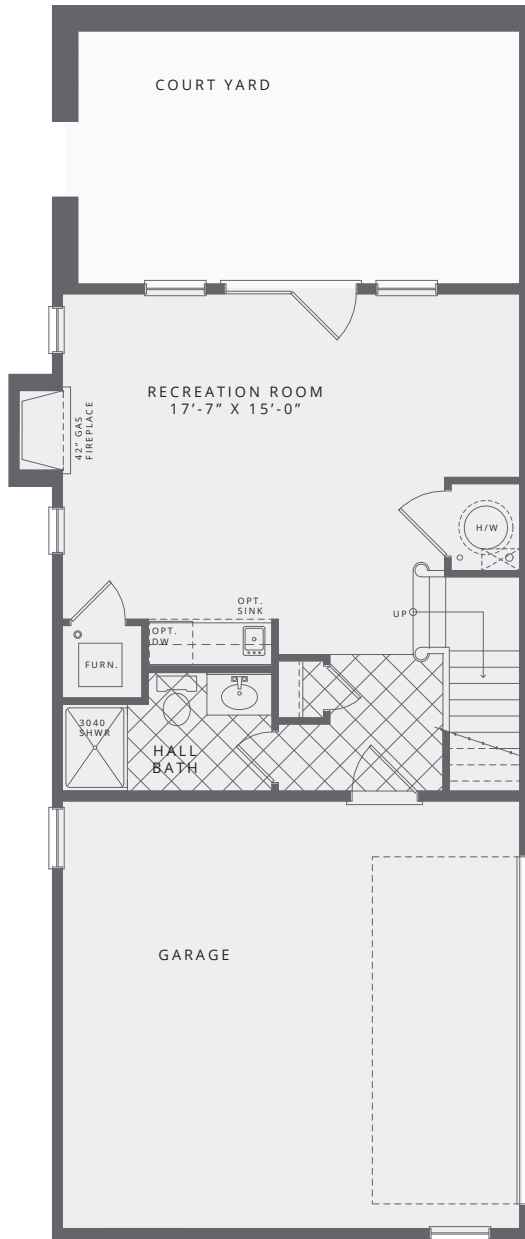 COURT YARD
RECREATION ROOM
17’-7” X 15’-0”
42" GAS
FIREPLACE
H/W
OPT.
SINK
UP
OPT.
DW
FURN.
3040
SHWR
HALL
BATH
GARAGE